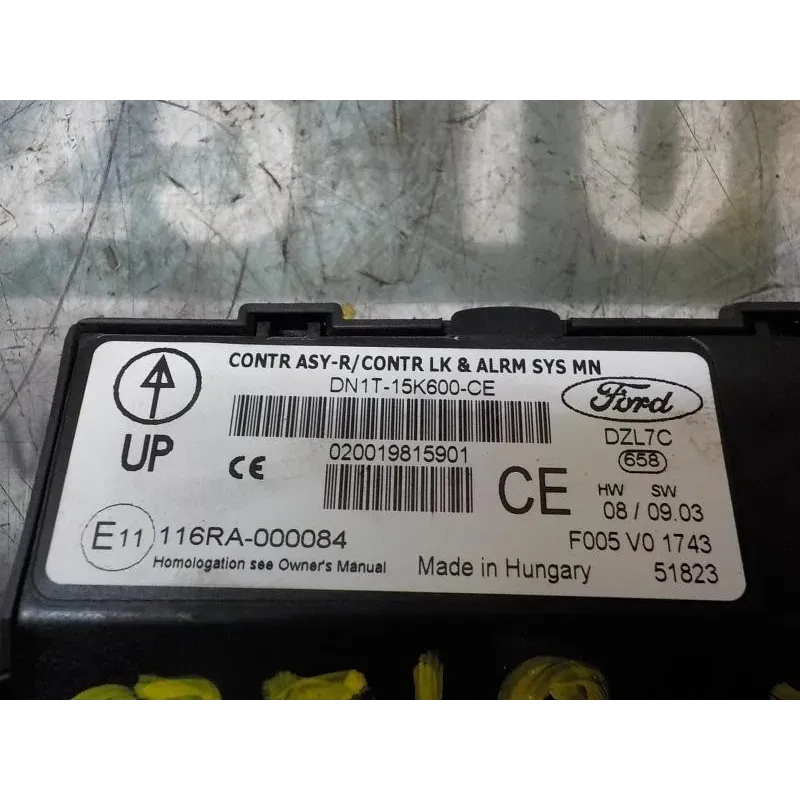 CONTR ASY-R/CONTR LK & ALRM SYS MN
DN1T-15K600-CE
Ford
UP
CE
020019815901
CE
DZL7C
658
HW SW
08 / 09.03
E11 116RA-000084
Homologation see Owner's Manual
Made in Hungary
F005 V0 1743
51823